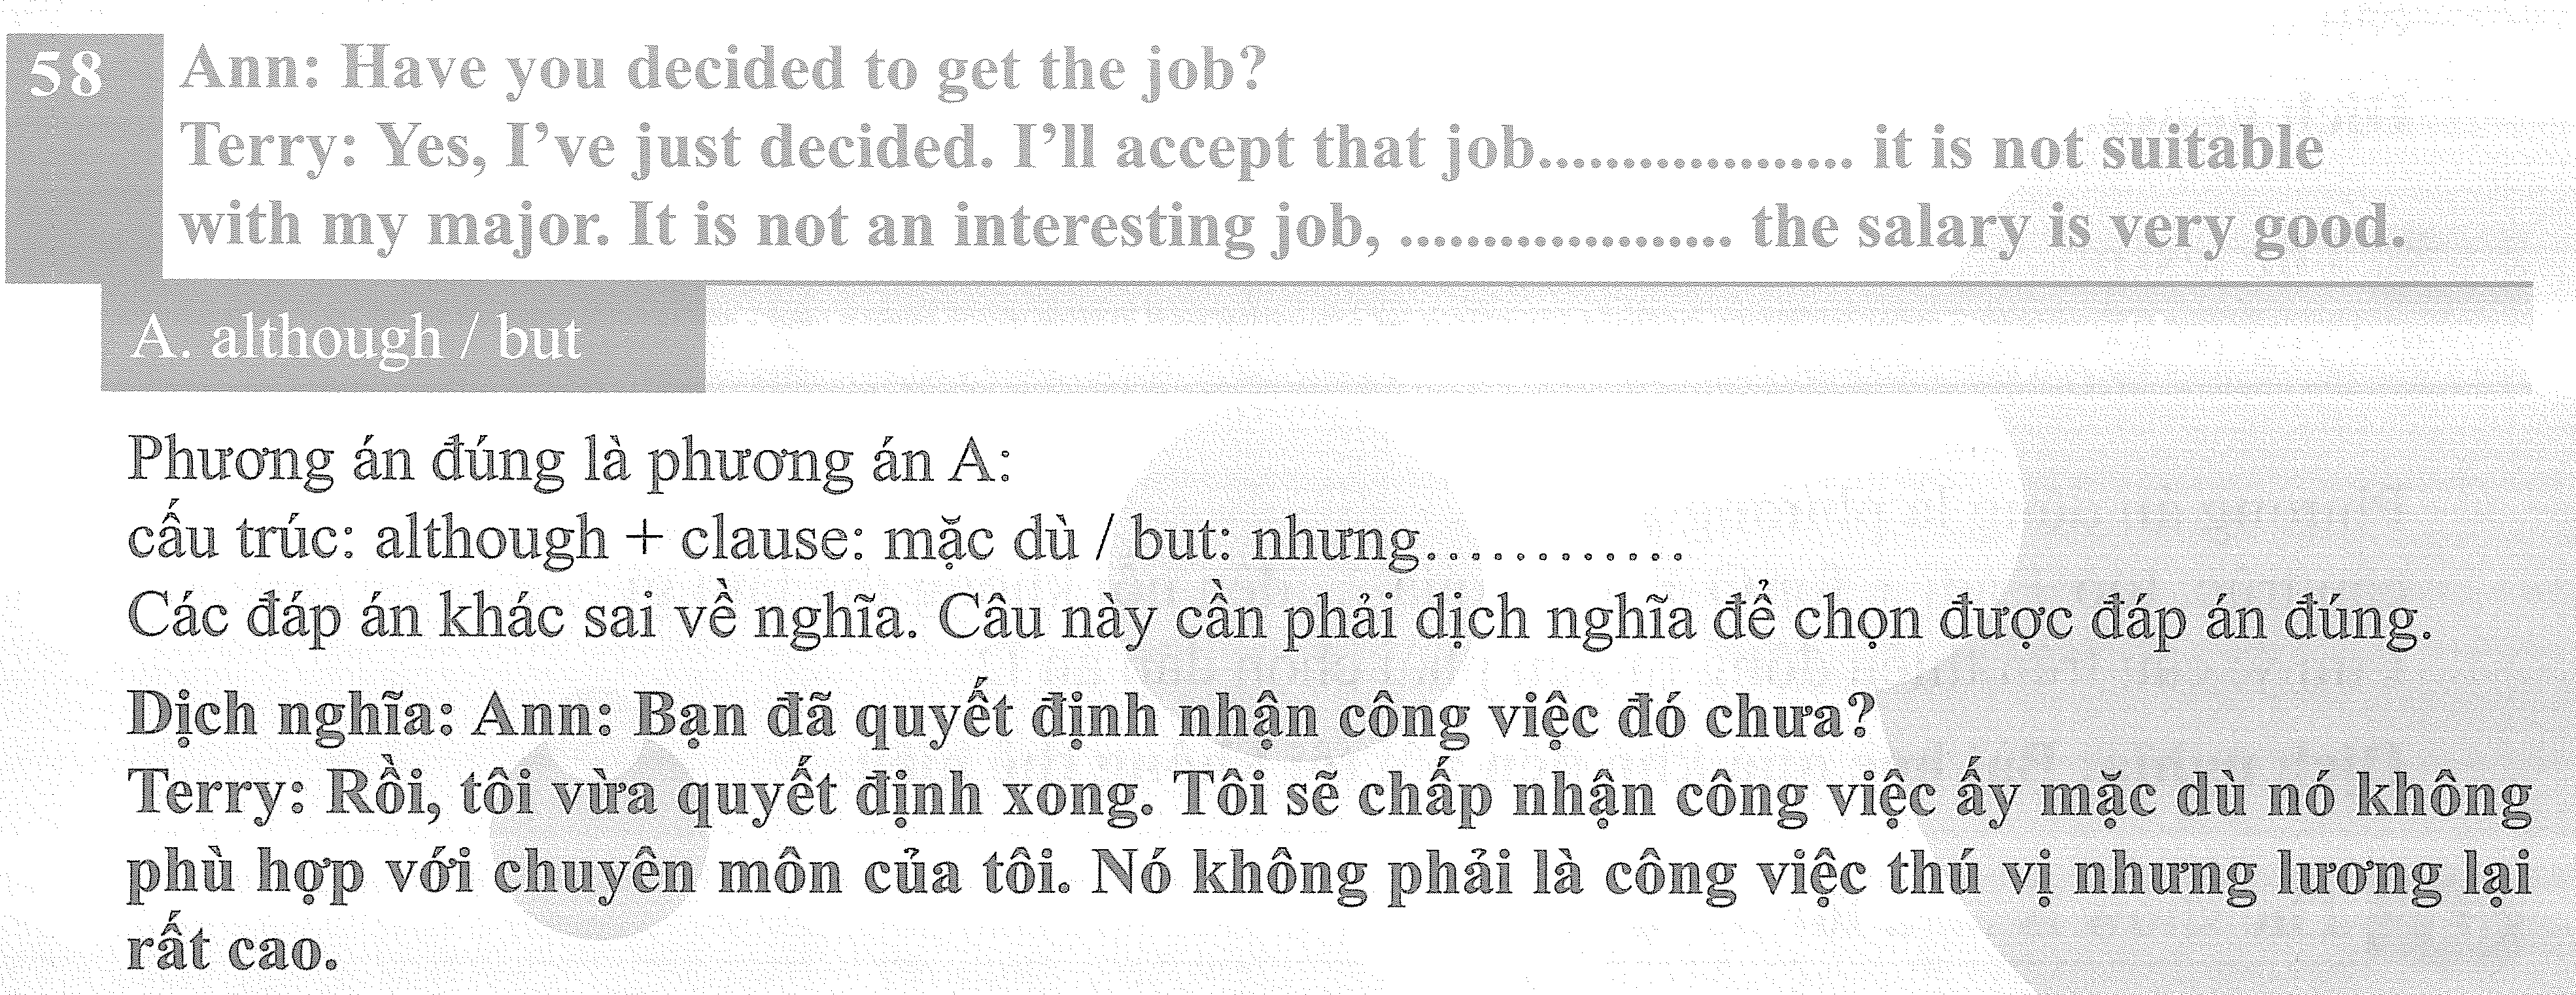 58
Ann: Have you decided to get the job?
Terry: Yes, I’ve just decided. I’ll accept that job................... it is not suitable
with my major. It is not an interesting job, .................... the salary is very good.
A. although / but
Phương án đúng là phương án A:
cấu trúc: although + clause: mặc dù / but: nhưng............
Các đáp án khác sai về nghĩa. Câu này cần phải dịch nghĩa để chọn được đáp án đúng.
Dịch nghĩa: Ann: Bạn đã quyết định nhận công việc đó chưa?
Terry: Rồi, tôi vừa quyết định xong. Tôi sẽ chấp nhận công việc ấy mặc dù nó không
phù hợp với chuyên môn của tôi. Nó không phải là công việc thú vị nhưng lương lại
rất cao.